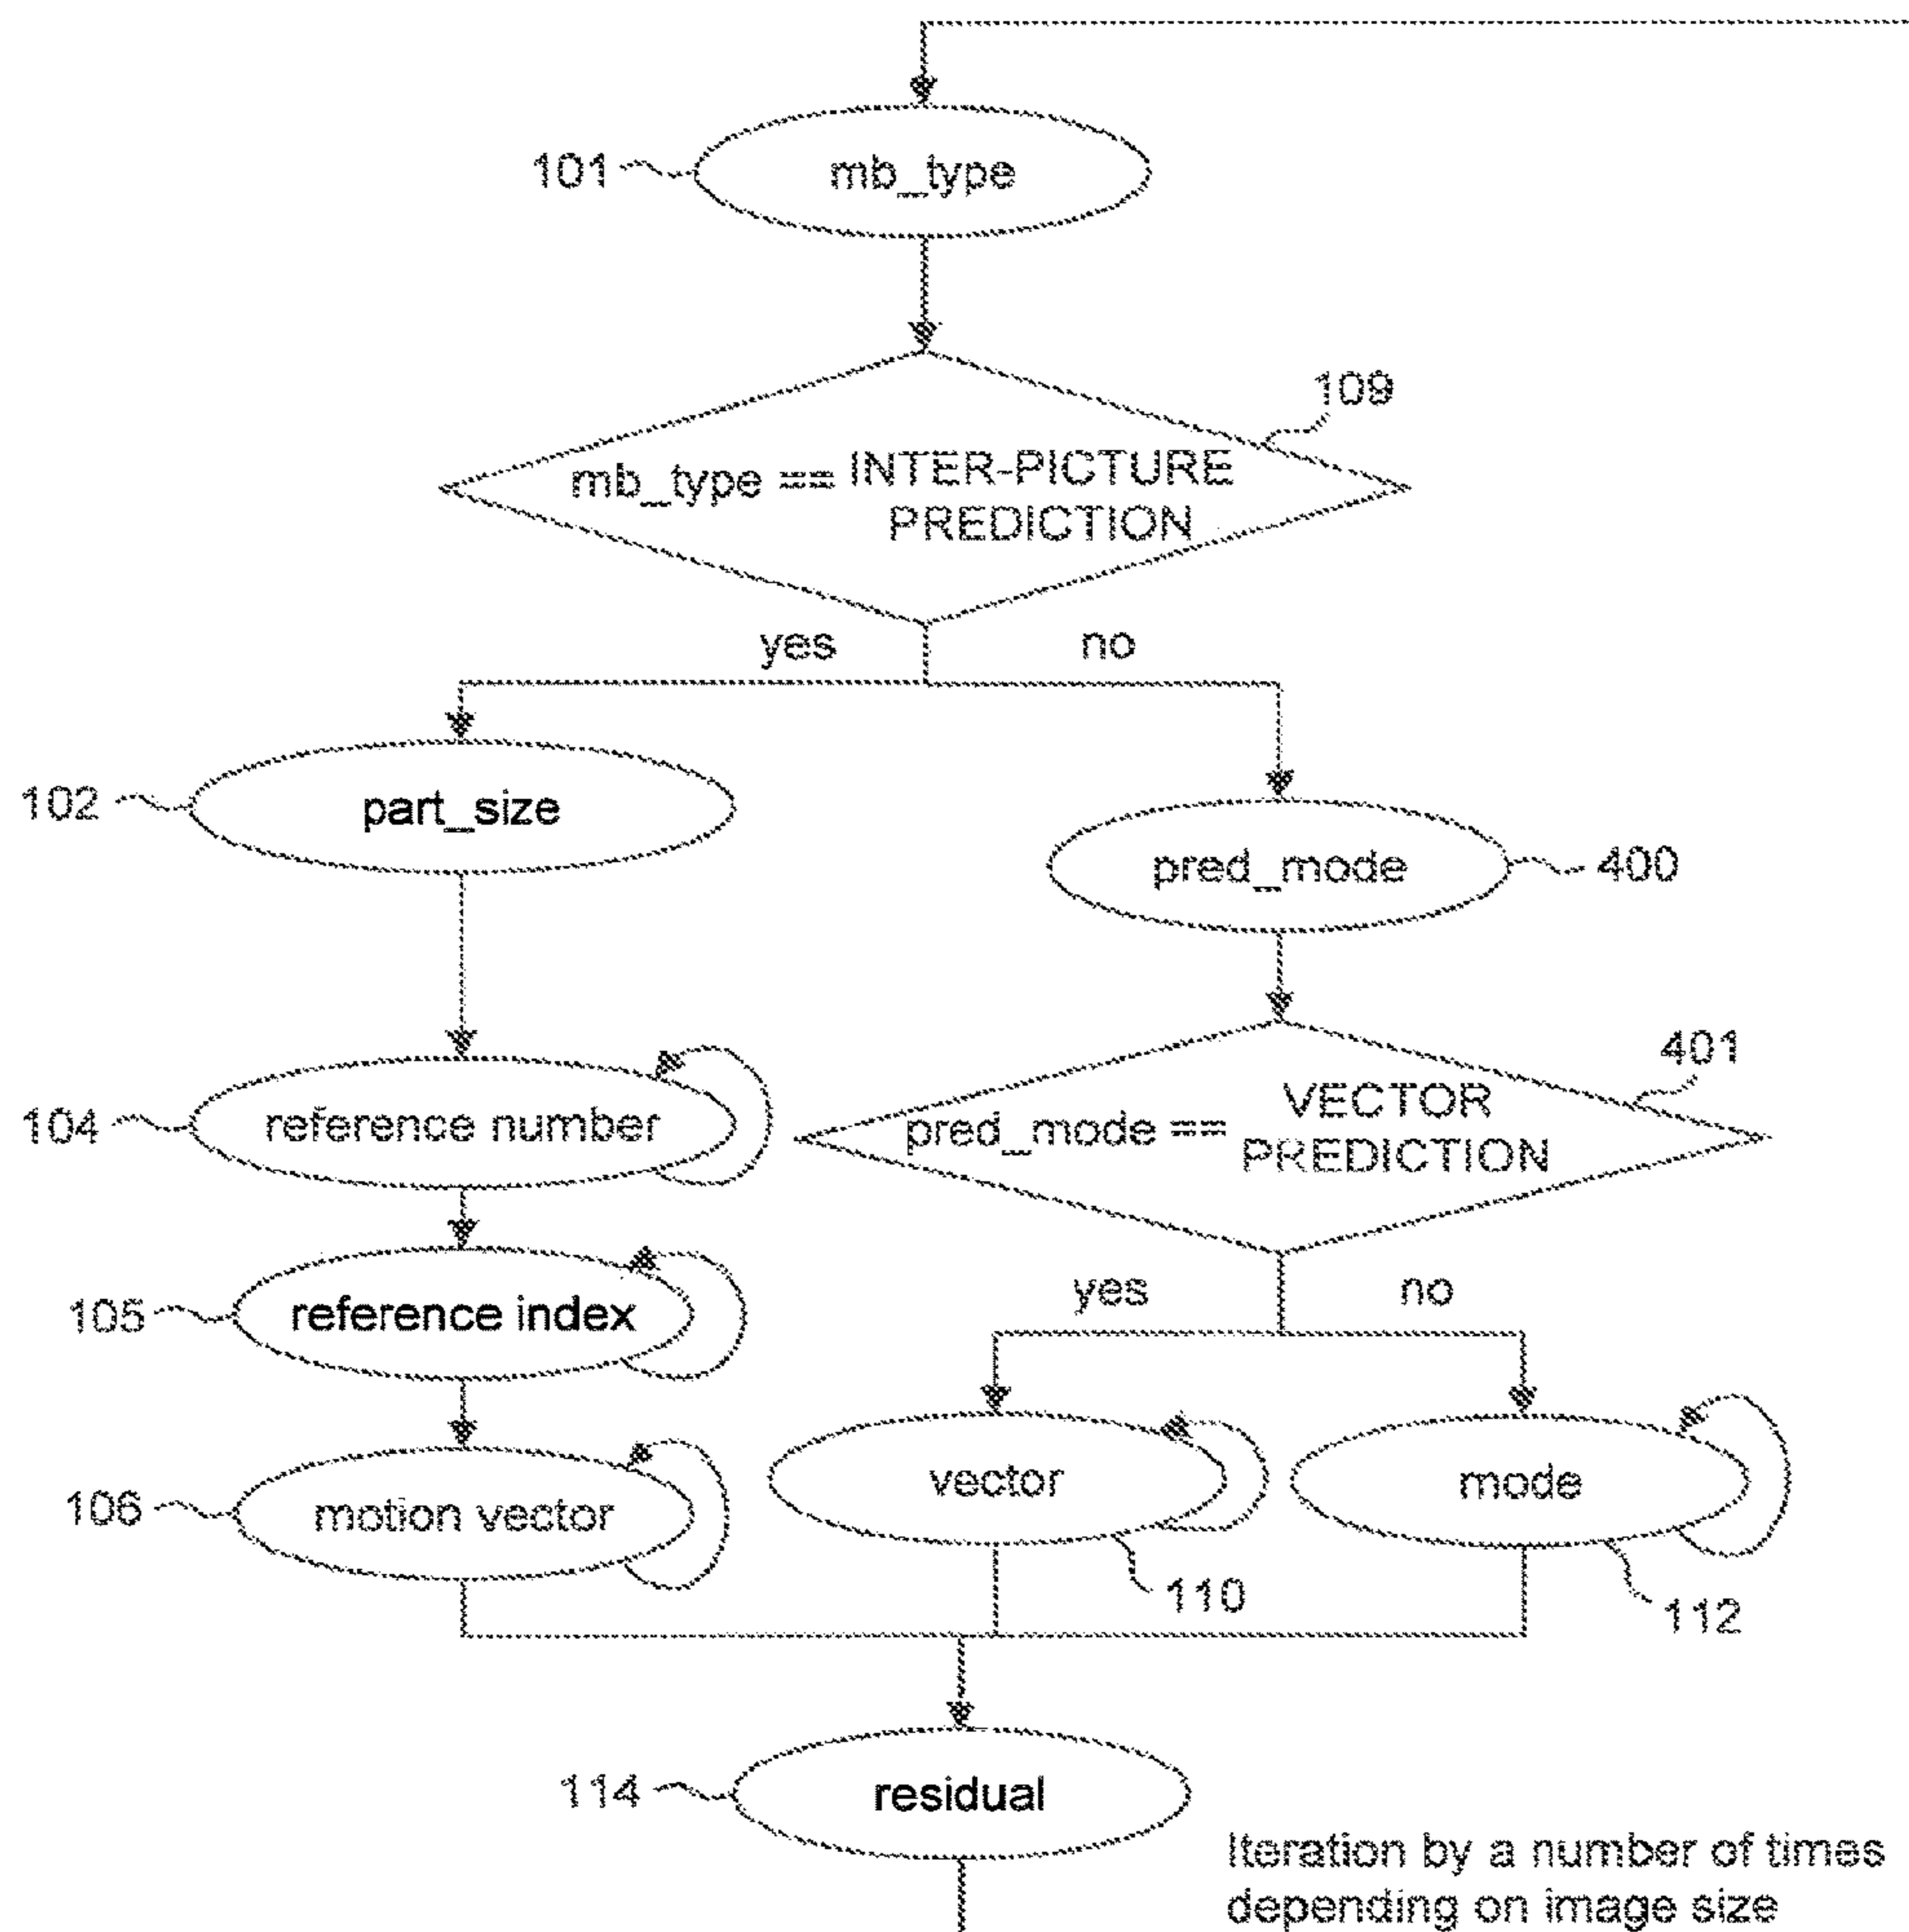 101
mb_type
109
mb_type == INTER-PICTURE
PREDICTION
yes
no
102
part_size
pred_mode
400
401
104
reference number
pred_mode == VECTOR
PREDICTION
105
reference index
yes
no
106
motion vector
vector
mode
110
112
114
residual
Iteration by a number of times
depending on image size